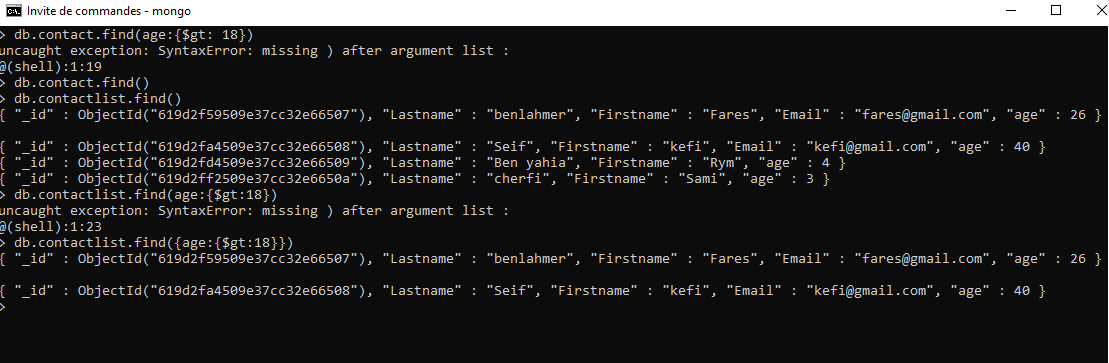 Invite de commandes - mongo
> db.contact.find(age:{$gt: 18})
uncaught exception: SyntaxError: missing ) after argument list :
@(shell):1:19
> db.contact.find()
> db.contactlist.find()
{ "_id" : ObjectId("619d2f59509e37cc32e66507"), "Lastname" : "benlahmer", "Firstname" : "Fares", "Email" : "fares@gmail.com", "age" : 26 }
{ "_id" : ObjectId("619d2fa4509e37cc32e66508"), "Lastname" : "Seif", "Firstname" : "kefi", "Email" : "kefi@gmail.com", "age" : 40 }
{ "_id" : ObjectId("619d2fd4509e37cc32e66509"), "Lastname" : "Ben yahia", "Firstname" : "Rym", "age" : 4 }
{ "_id" : ObjectId("619d2ff2509e37cc32e6650a"), "Lastname" : "cherfi", "Firstname" : "Sami", "age" : 3 }
> db.contactlist.find(age:{$gt:18})
uncaught exception: SyntaxError: missing ) after argument list :
@(shell):1:23
> db.contactlist.find({age:{$gt:18}})
{ "_id" : ObjectId("619d2f59509e37cc32e66507"), "Lastname" : "benlahmer", "Firstname" : "Fares", "Email" : "fares@gmail.com", "age" : 26 }
{ "_id" : ObjectId("619d2fa4509e37cc32e66508"), "Lastname" : "Seif", "Firstname" : "kefi", "Email" : "kefi@gmail.com", "age" : 40 }
>